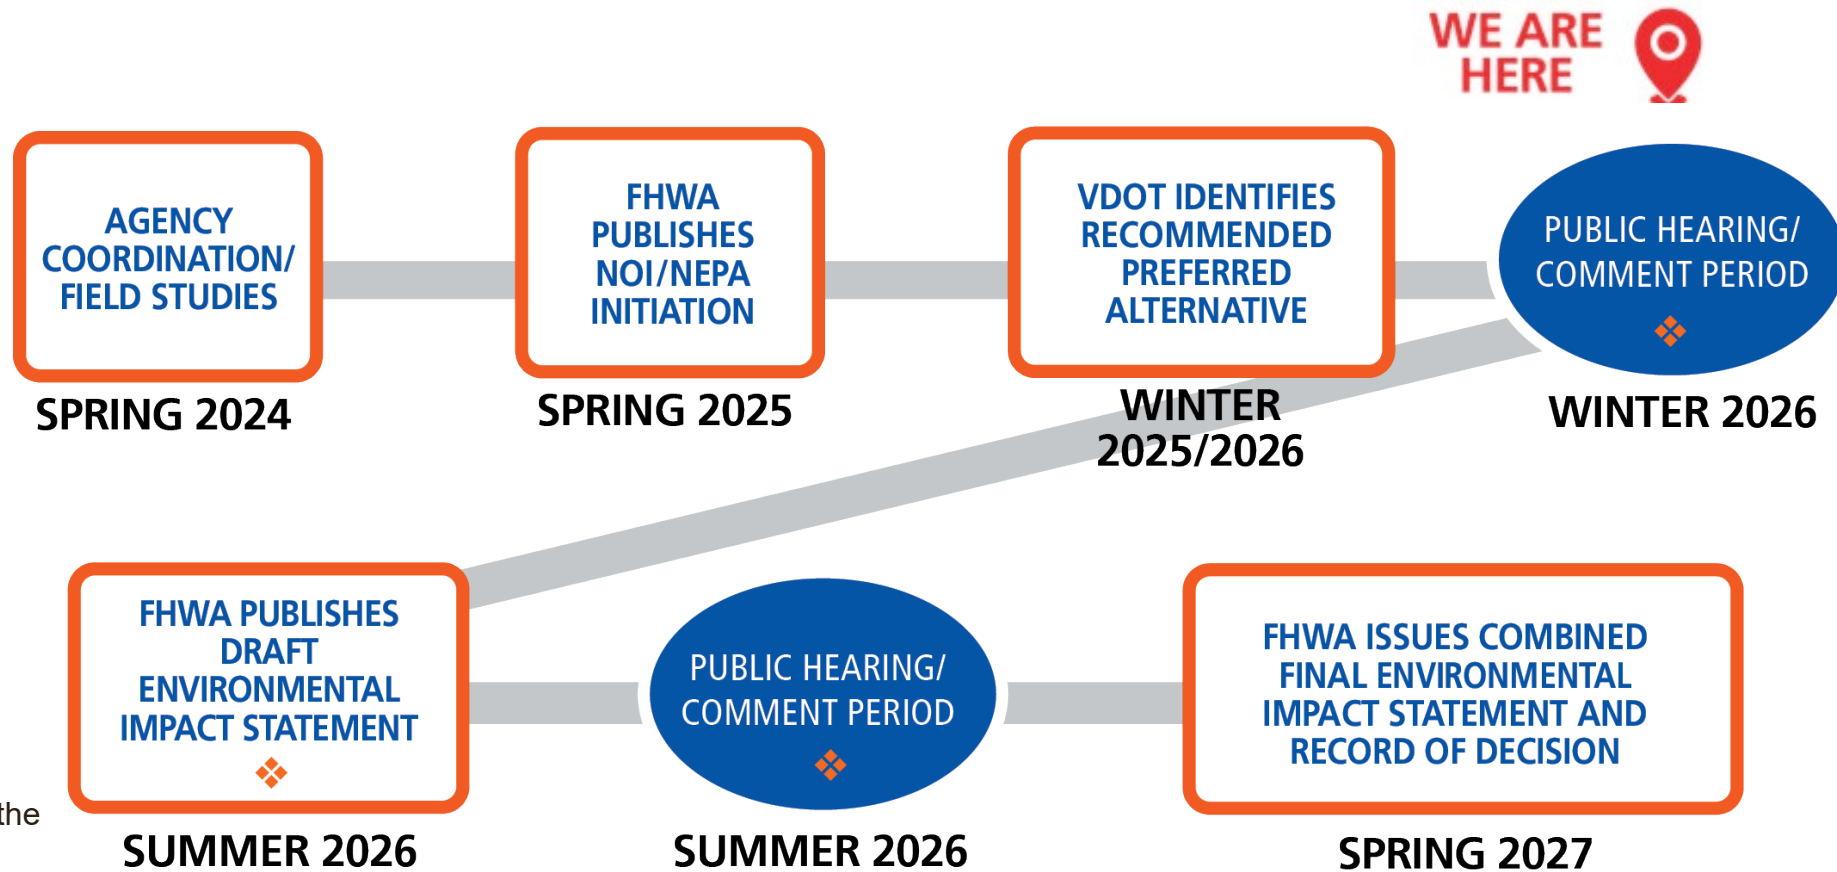 WE ARE
HERE
AGENCY
COORDINATION/
FIELD STUDIES
SPRING 2024
FHWA
PUBLISHES
NOI/NEPA
INITIATION
SPRING 2025
VDOT IDENTIFIES
RECOMMENDED
PREFERRED
ALTERNATIVE
WINTER
2025/2026
PUBLIC HEARING/
COMMENT PERIOD
WINTER 2026
FHWA PUBLISHES
DRAFT
ENVIRONMENTAL
IMPACT STATEMENT
the
SUMMER 2026
PUBLIC HEARING/
COMMENT PERIOD
SUMMER 2026
FHWA ISSUES COMBINED
FINAL ENVIRONMENTAL
IMPACT STATEMENT AND
RECORD OF DECISION
SPRING 2027